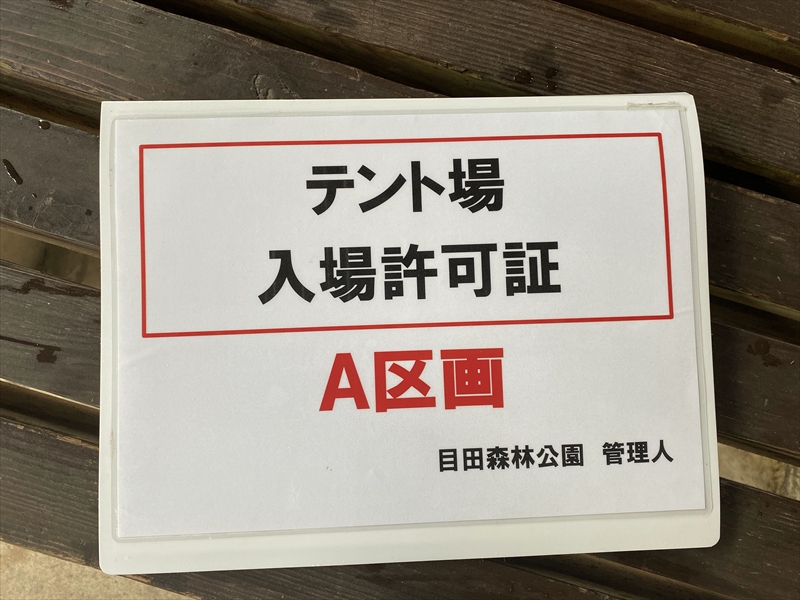 テント場
入場許可証
A区画
目田森林公園 管理人